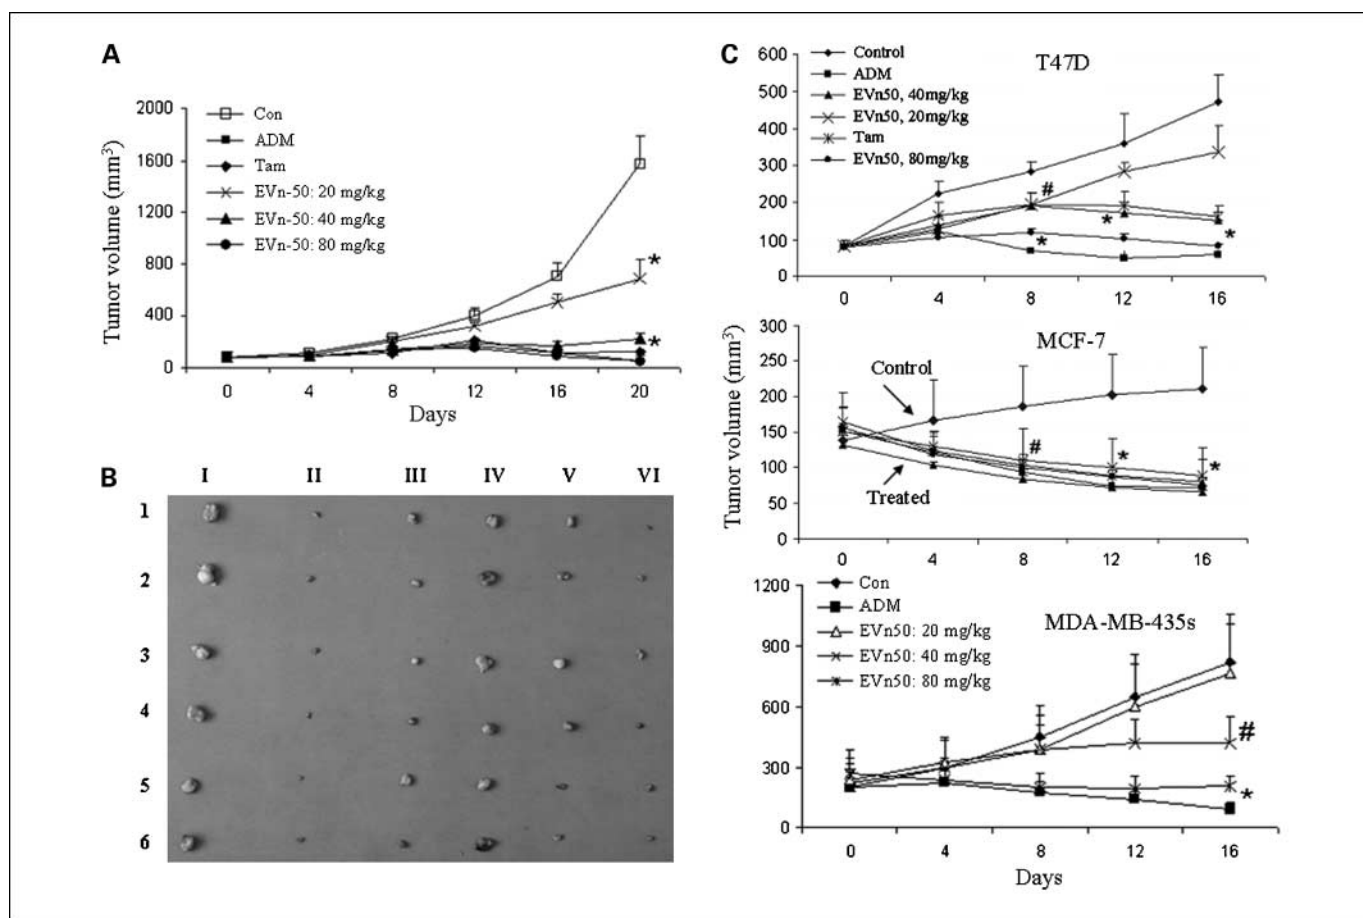 A
Tumor volume (mm³)
2000
1600
1200
800
400
0
Con
ADM
Tam
EVn-50: 20 mg/kg
EVn-50: 40 mg/kg
EVn-50: 80 mg/kg
*
*
0 4 8 12 16 20
Days
B
I II III IV V VI
1
2
3
4
5
6
C
T47D
600
500
400
300
200
100
0
Control
ADM
EVn50, 40mg/kg
EVn50, 20mg/kg
Tam
EVn50, 80mg/kg
#
*
*
*
0 4 8 12 16
Tumor volume (mm³)
MCF-7
300
250
200
150
100
50
0
Control
Treated
# * *
0 4 8 12 16
MDA-MB-435s
1200
900
600
300
0
Con
ADM
EVn50: 20 mg/kg
EVn50: 40 mg/kg
EVn50: 80 mg/kg
#
*
0 4 8 12 16
Days